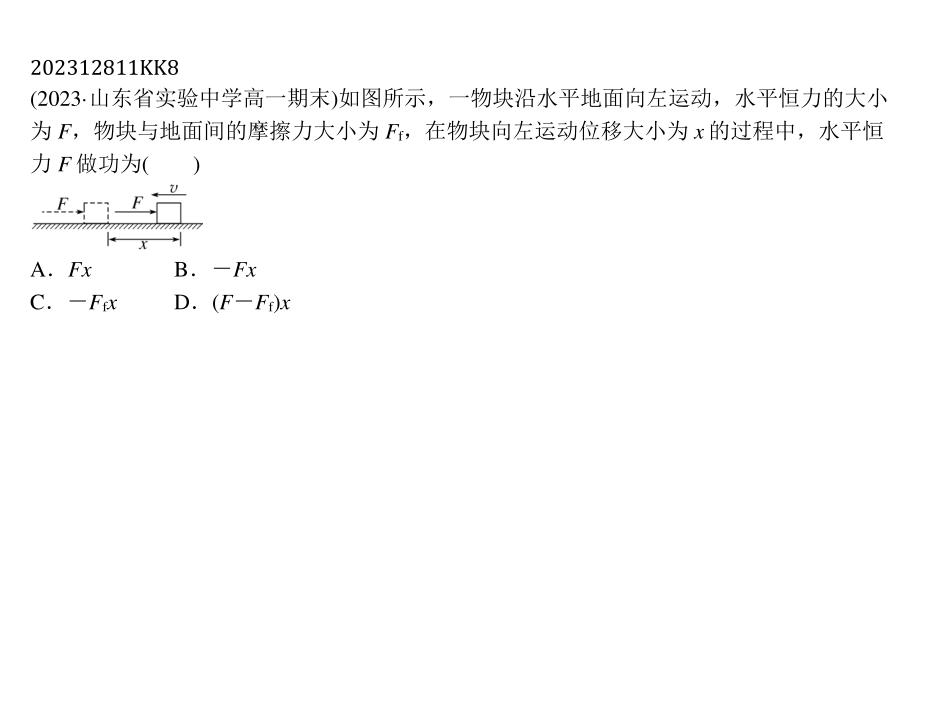 202312811KK8
(2023·山东省实验中学高一期末)如图所示，一物块沿水平地面向左运动，水平恒力的大小
为 F，物块与地面间的摩擦力大小为 Ff，在物块向左运动位移大小为 x 的过程中，水平恒
力 F 做功为(　　)
v
F F
x
A．Fx B．－Fx
C．－Ffx D．(F－Ff)x